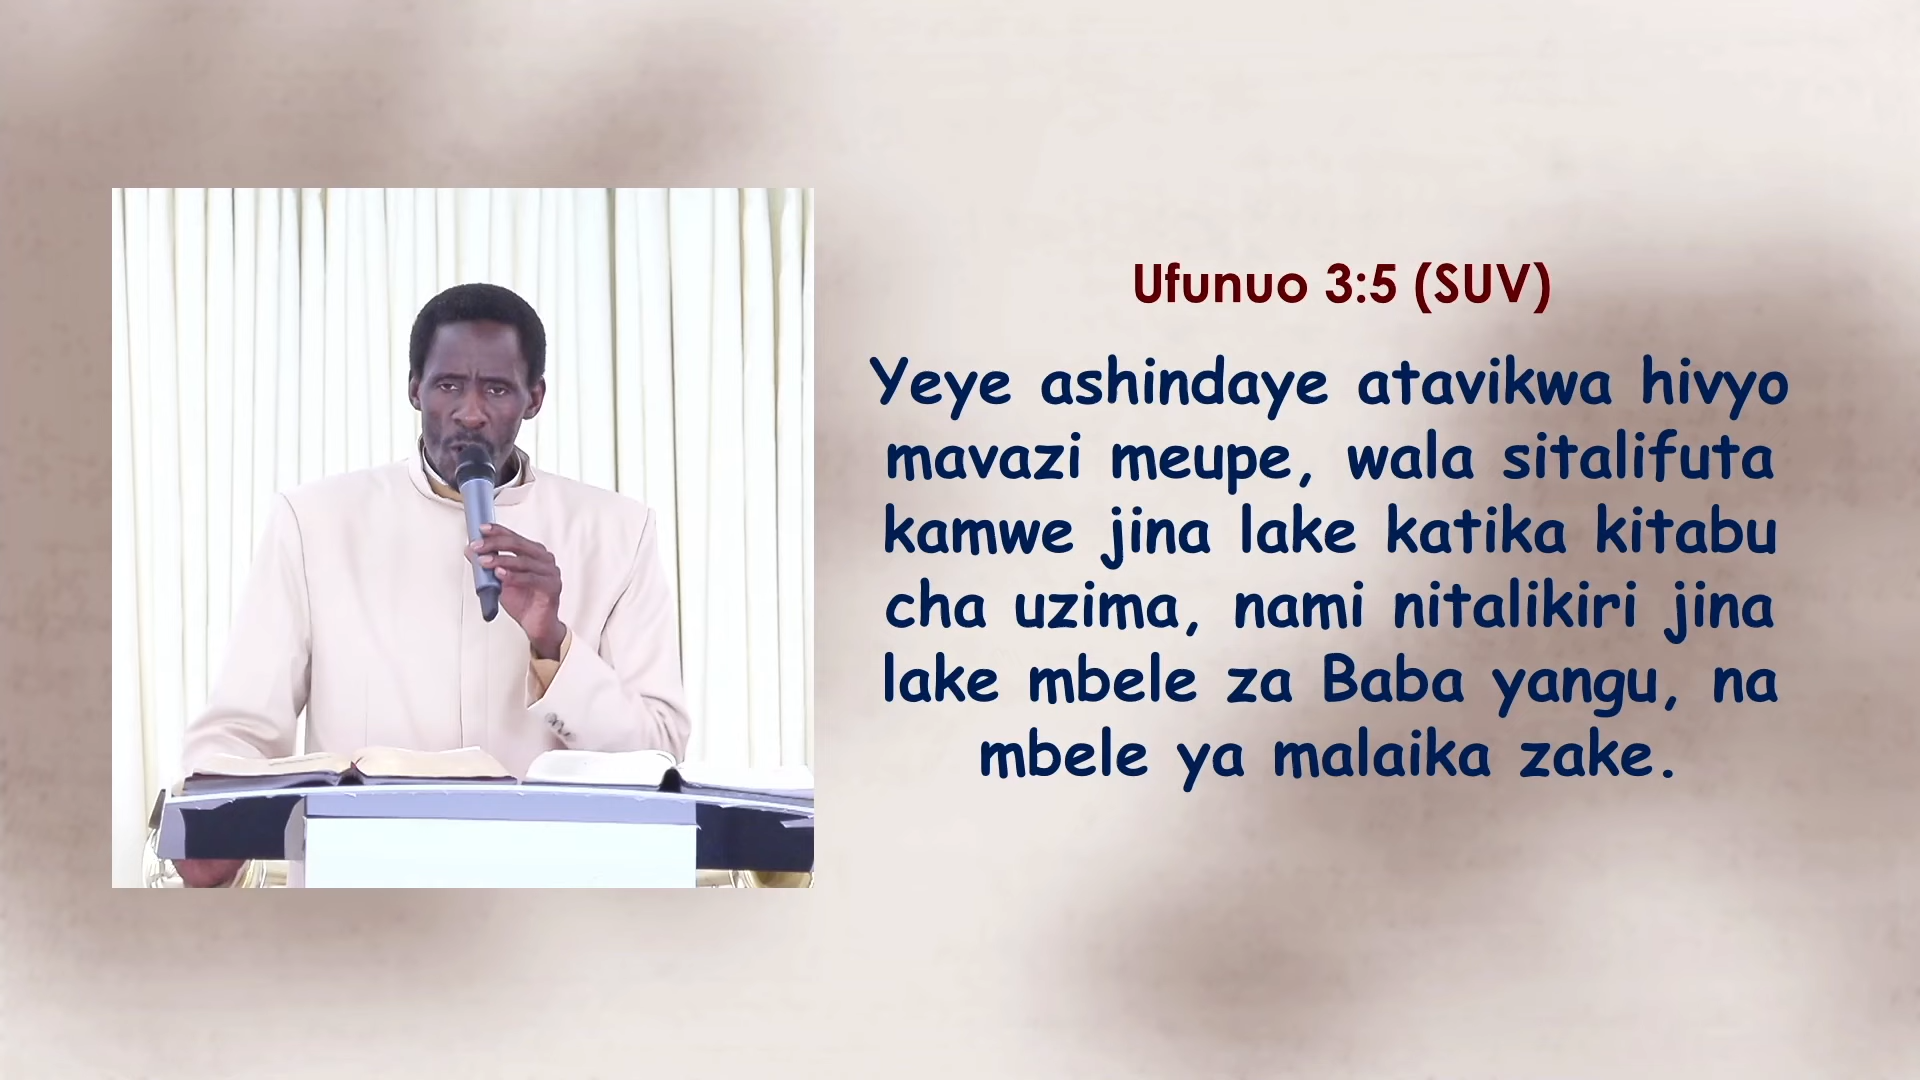 Ufunuo 3:5 (SUV)
Yeye ashindaye atavikwa hivyo
mavazi meupe, wala sitalifuta
kamwe jina lake katika kitabu
cha uzima, nami nitalikiri jina
lake mbele za Baba yangu, na
mbele ya malaika zake.